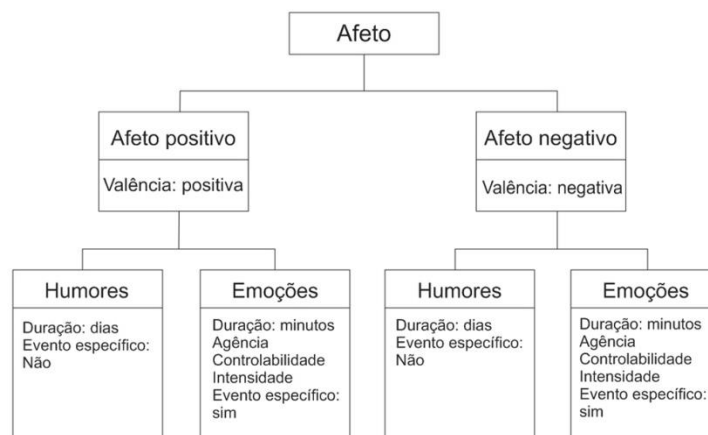 Afeto
Afeto positivo
Valência: positiva
Afeto negativo
Valência: negativa
Humores
Duração: dias
Evento específico:
Não
Emoções
Duração: minutos
Agência
Controlabilidade
Intensidade
Evento específico:
sim
Humores
Duração: dias
Evento específico:
Não
Emoções
Duração: minutos
Agência
Controlabilidade
Intensidade
Evento específico:
sim